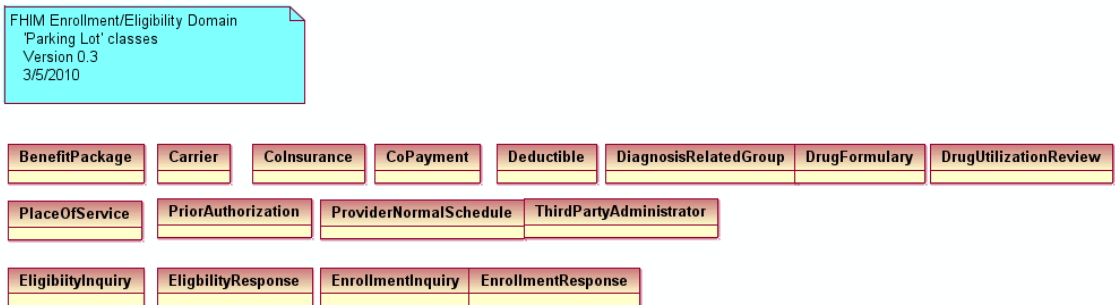 FHIM Enrollment/Eligibility Domain
'Parking Lot' classes
Version 0.3
3/5/2010
BenefitPackage Carrier CoInsurance CoPayment Deductible DiagnosisRelatedGroup DrugFormulary DrugUtilizationReview
PlaceOfService PriorAuthorization ProviderNormalSchedule ThirdPartyAdministrator
EligibiityInquiry EligbilityResponse EnrollmentInquiry EnrollmentResponse